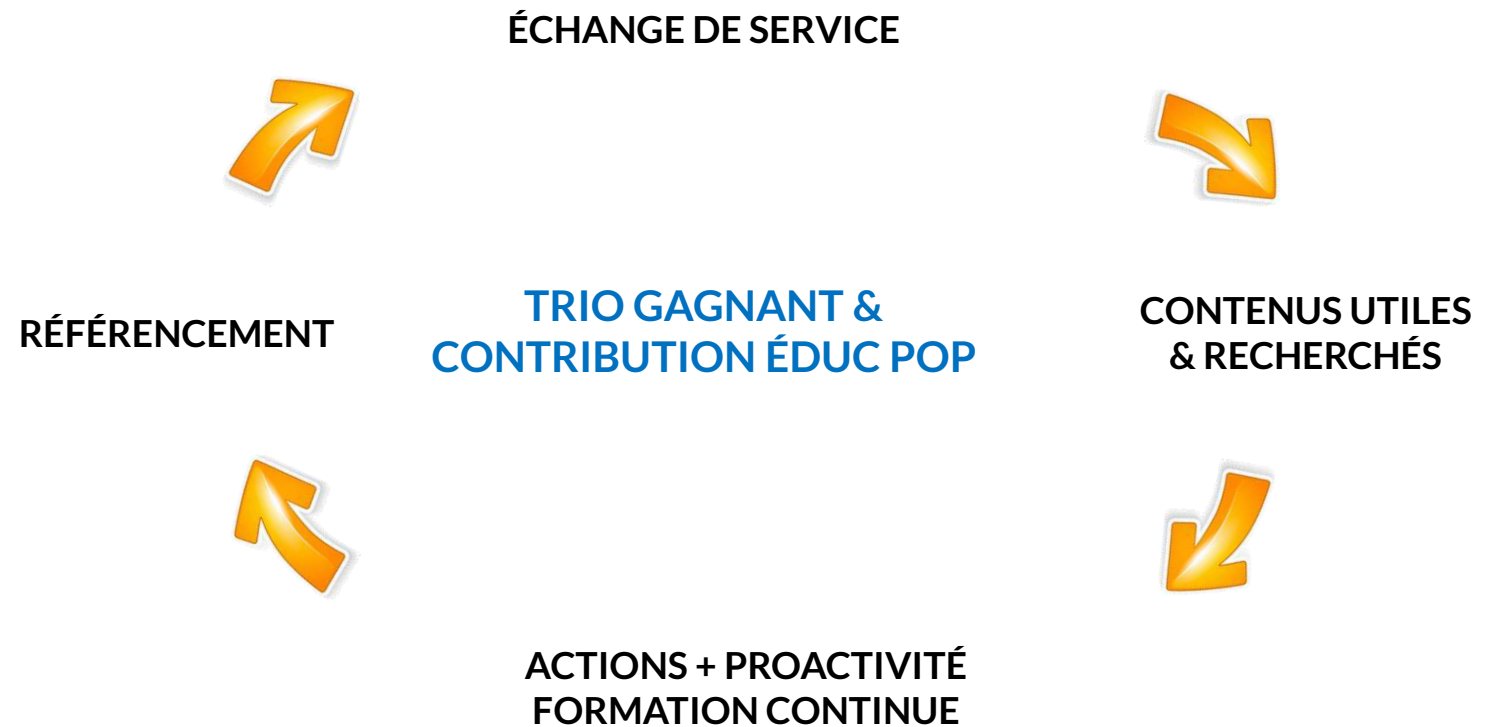 ÉCHANGE DE SERVICE
RÉFÉRENCEMENT
TRIO GAGNANT &
CONTRIBUTION ÉDUC POP
CONTENUS UTILES
& RECHERCHÉS
ACTIONS + PROACTIVITÉ
FORMATION CONTINUE